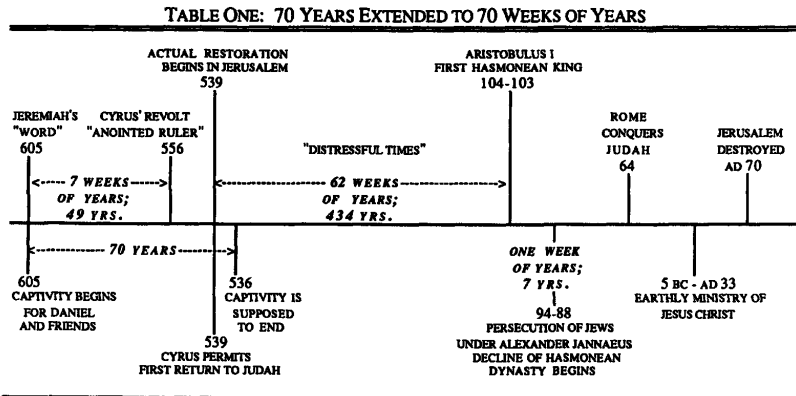 TABLE ONE: 70 YEARS EXTENDED TO 70 WEEKS OF YEARS
ACTUAL RESTORATION
BEGINS IN JERUSALEM
539
ARISTOBULUS I
FIRST HASMONEAN KING
104-103
JEREMIAH'S
"WORD"
605
CYRUS' REVOLT
"ANOINTED RULER"
556
"DISTRESSFUL TIMES"
ROME
CONQUERS
JUDAH
64
JERUSALEM
DESTROYED
AD 70
7 WEEKS
OF YEARS;
49 YRS.
62 WEEKS
OF YEARS;
434 YRS.
70 YEARS
ONE WEEK
OF YEARS;
7 YRS.
605
CAPTIVITY BEGINS
FOR DANIEL
AND FRIENDS
536
CAPTIVITY IS
SUPPOSED
TO END
539
CYRUS PERMITS
FIRST RETURN TO JUDAH
94-88
PERSECUTION OF JEWS
UNDER ALEXANDER JANNAEUS
DECLINE OF HASMONEAN
DYNASTY BEGINS
5 BC - AD 33
EARTHLY MINISTRY OF
JESUS CHRIST